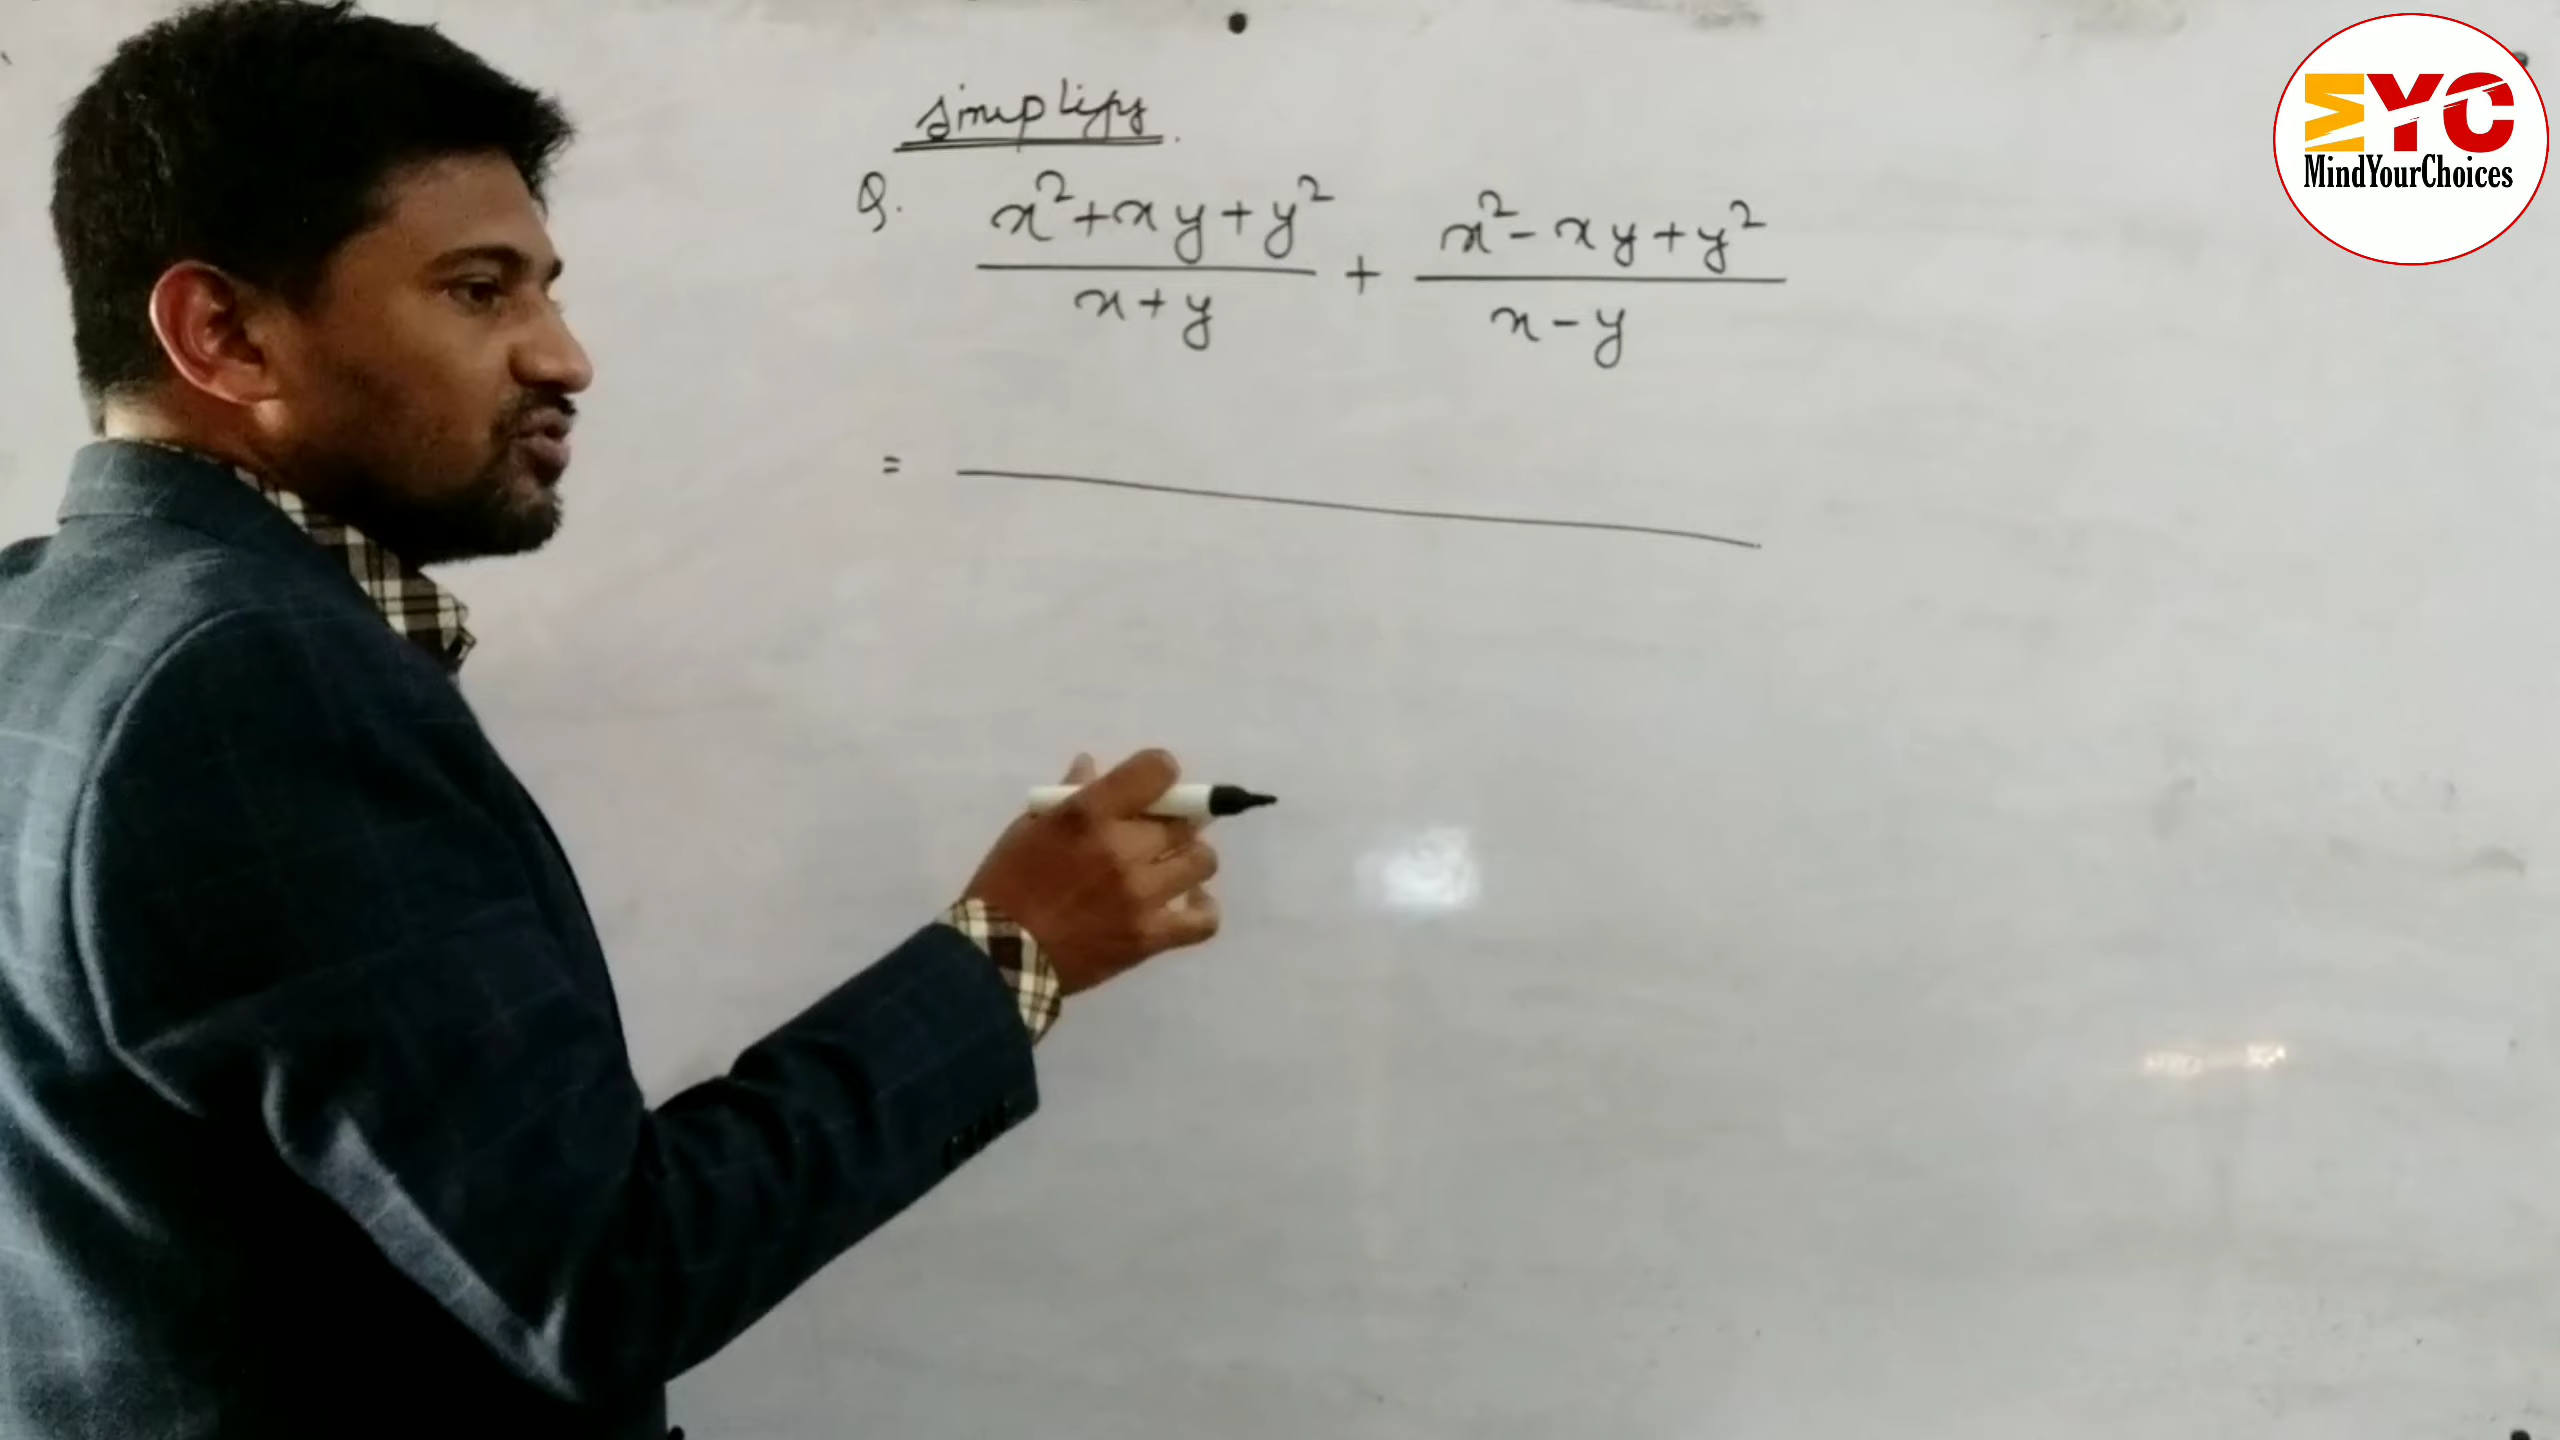 simplify.
Q. x²+xy+y² / x+y + x²-xy+y² / x-y
=
MYC
MindYourChoices